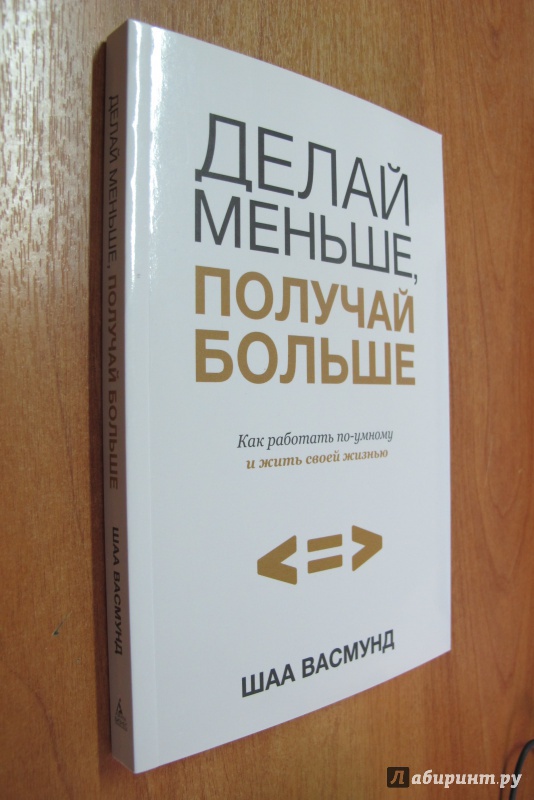 ДЕЛАЙ МЕНЬШЕ, ПОЛУЧАЙ БОЛЬШЕ
ШАА ВАСМУНД
ДЕЛАЙ
МЕНЬШЕ,
ПОЛУЧАЙ
БОЛЬШЕ
Как работать по-умному
и жить своей жизнью
<=>
ШАА ВАСМУНД
Лабиринт.ру